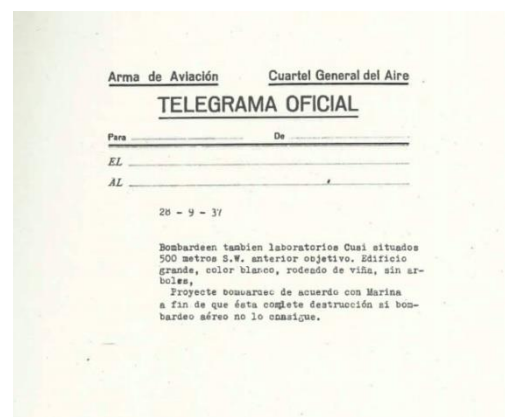 Arma de Aviación Cuartel General del Aire
TELEGRAMA OFICIAL
Para De
EL
AL
28 - 9 - 37
Bombardeen tambien laboratorios Cusi situados
500 metros S.W. anterior objetivo. Edificio
grande, color blanco, rodeado de viña, sin ar-
boles,
Proyecte bombardeo de acuerdo con Marina
a fin de que ésta complete destrucción si bom-
bardeo aéreo no lo consigue.